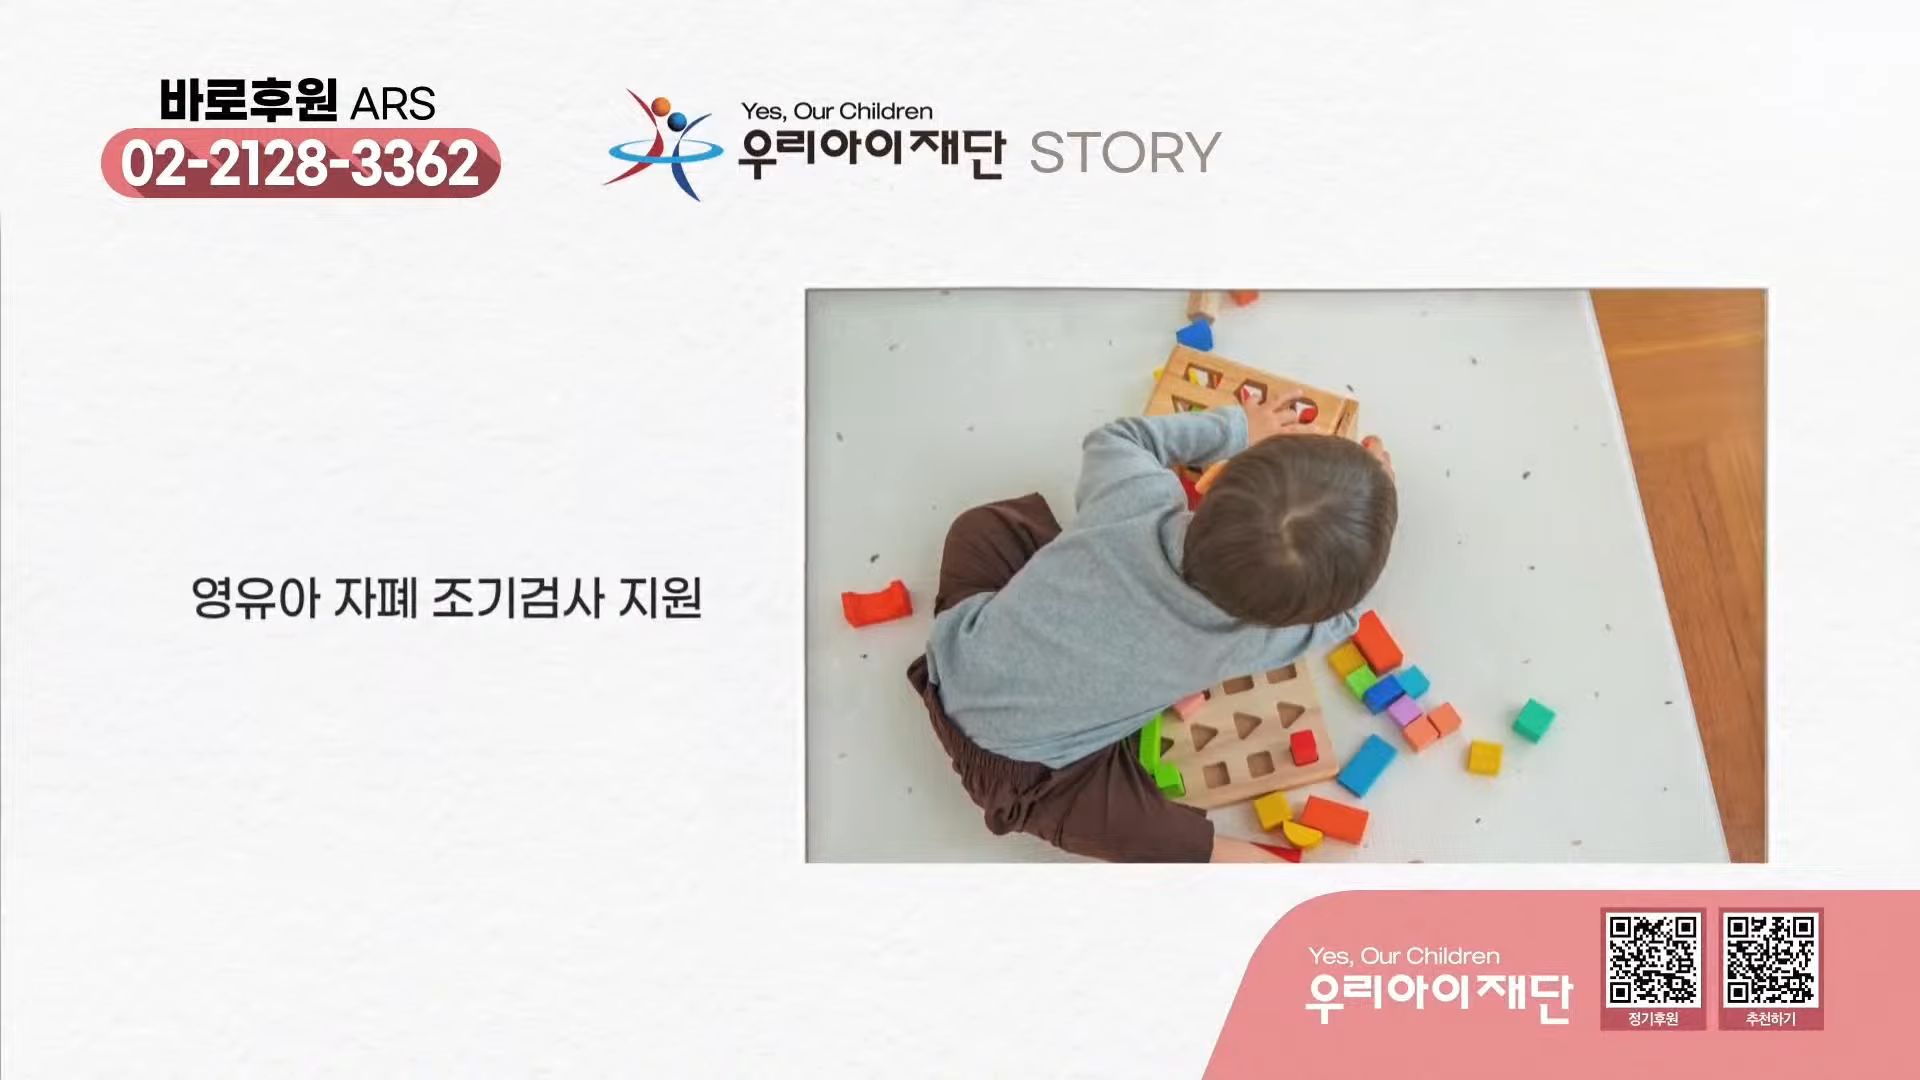 바로후원 ARS
02-2128-3362
Yes, Our Children
우리아이재단 STORY
영유아 자폐 조기검사 지원
Yes, Our Children
우리아이재단
정기후원
추천하기